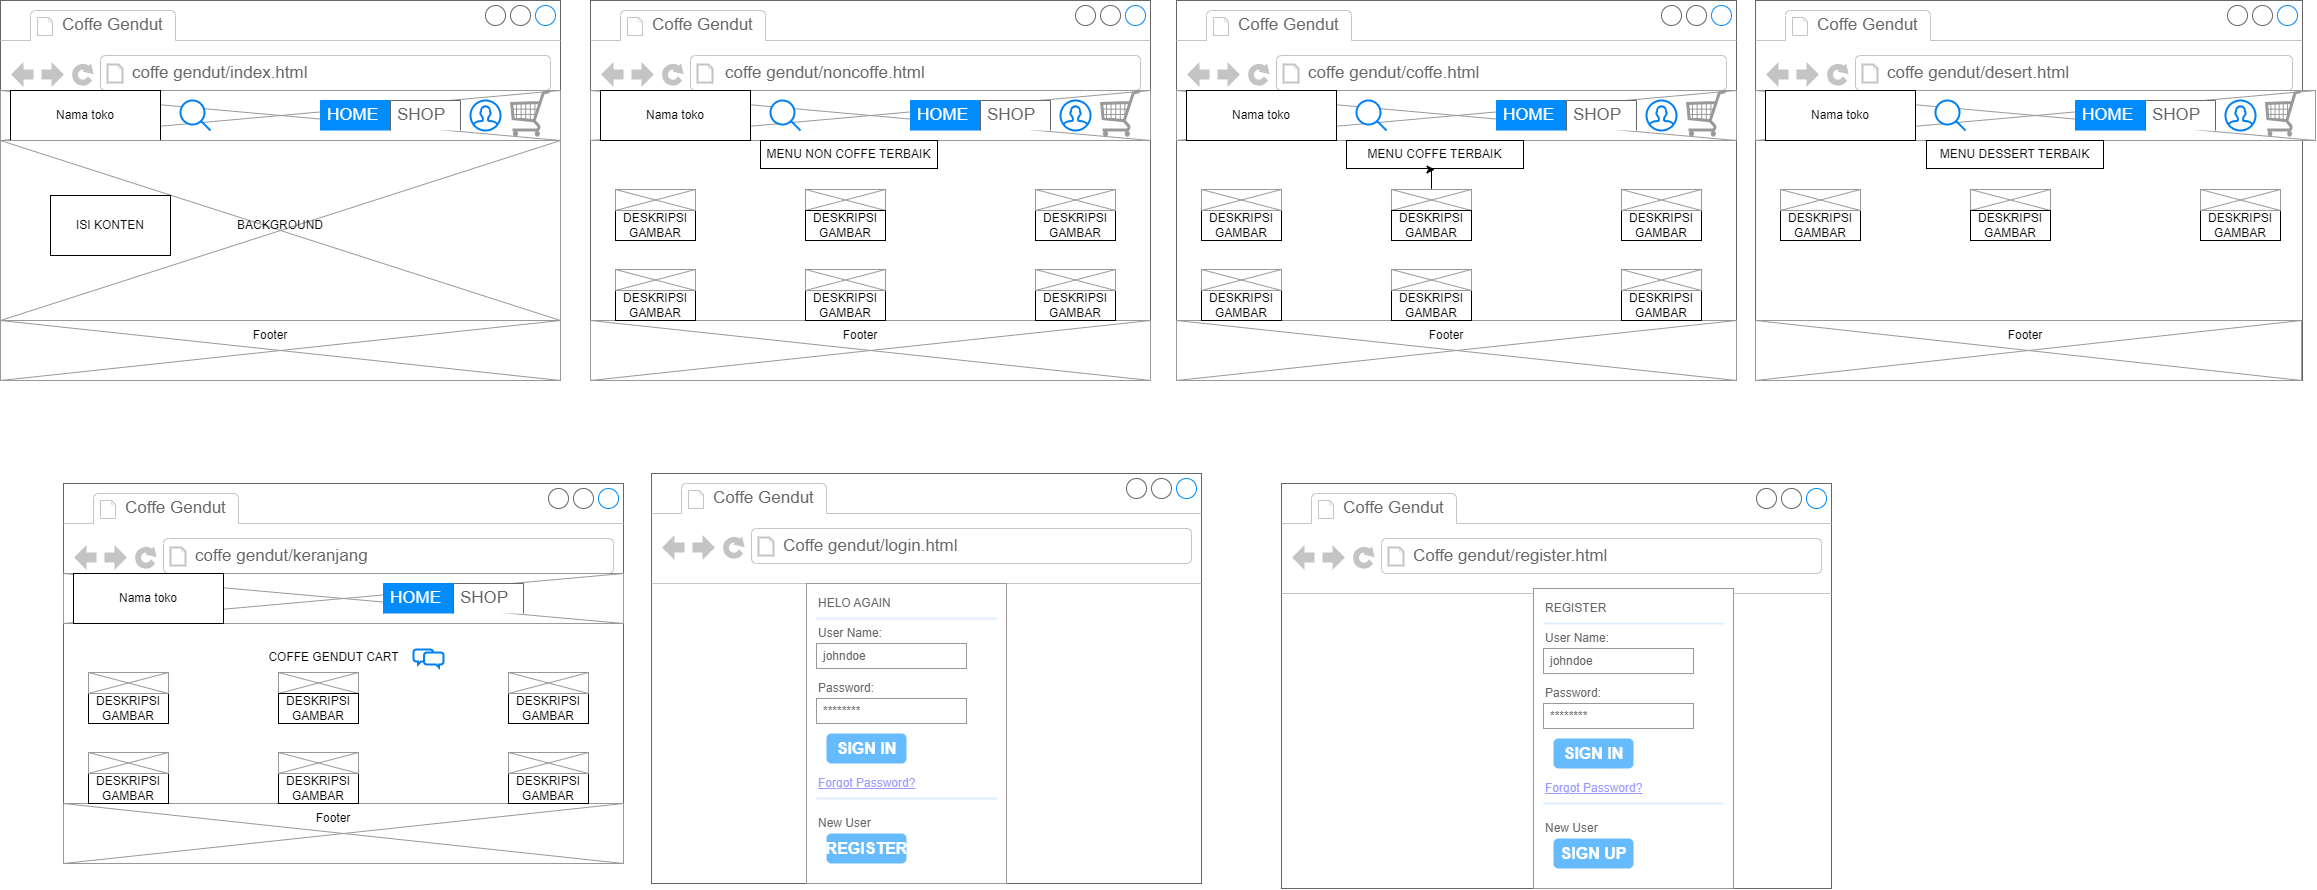 Coffe Gendut
coffe gendut/index.html
Nama toko
HOME
SHOP
ISI KONTEN
BACKGROUND
Footer
Coffe Gendut
coffe gendut/noncoffe.html
Nama toko
HOME
SHOP
MENU NON COFFE TERBAIK
DESKRIPSI
GAMBAR
DESKRIPSI
GAMBAR
DESKRIPSI
GAMBAR
DESKRIPSI
GAMBAR
DESKRIPSI
GAMBAR
DESKRIPSI
GAMBAR
Footer
Coffe Gendut
coffe gendut/coffe.html
Nama toko
HOME
SHOP
MENU COFFE TERBAIK
DESKRIPSI
GAMBAR
DESKRIPSI
GAMBAR
DESKRIPSI
GAMBAR
DESKRIPSI
GAMBAR
DESKRIPSI
GAMBAR
DESKRIPSI
GAMBAR
Footer
Coffe Gendut
coffe gendut/desert.html
Nama toko
HOME
SHOP
MENU DESSERT TERBAIK
DESKRIPSI
GAMBAR
DESKRIPSI
GAMBAR
DESKRIPSI
GAMBAR
Footer
Coffe Gendut
coffe gendut/keranjang
Nama toko
HOME
SHOP
COFFE GENDUT CART
DESKRIPSI
GAMBAR
DESKRIPSI
GAMBAR
DESKRIPSI
GAMBAR
DESKRIPSI
GAMBAR
DESKRIPSI
GAMBAR
DESKRIPSI
GAMBAR
Footer
Coffe Gendut
Coffe gendut/login.html
HELO AGAIN
User Name:
johndoe
Password:
********
SIGN IN
Forgot Password?
New User
REGISTER
Coffe Gendut
Coffe gendut/register.html
REGISTER
User Name:
johndoe
Password:
********
SIGN IN
Forgot Password?
New User
SIGN UP